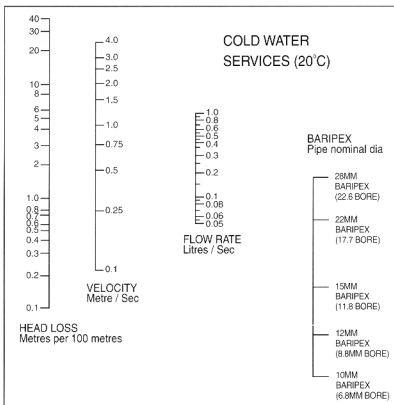 COLD WATER
SERVICES (20°C)
40
30
20
10
8
6
5
4
3
2
1.0
0.8
0.7
0.6
0.5
0.4
0.3
0.2
0.1
HEAD LOSS
Metres per 100 metres
4.0
3.0
2.5
2.0
1.5
1.0
0.75
0.5
0.25
0.1
VELOCITY
Metre / Sec
1.0
0.8
0.6
0.5
0.4
0.3
0.2
0.1
0.08
0.06
0.05
FLOW RATE
Litres / Sec
BARIPEX
Pipe nominal dia
28MM
BARIPEX
(22.6 BORE)
22MM
BARIPEX
(17.7 BORE)
15MM
BARIPEX
(11.8 BORE)
12MM
BARIPEX
(8.8MM BORE)
10MM
BARIPEX
(6.8MM BORE)